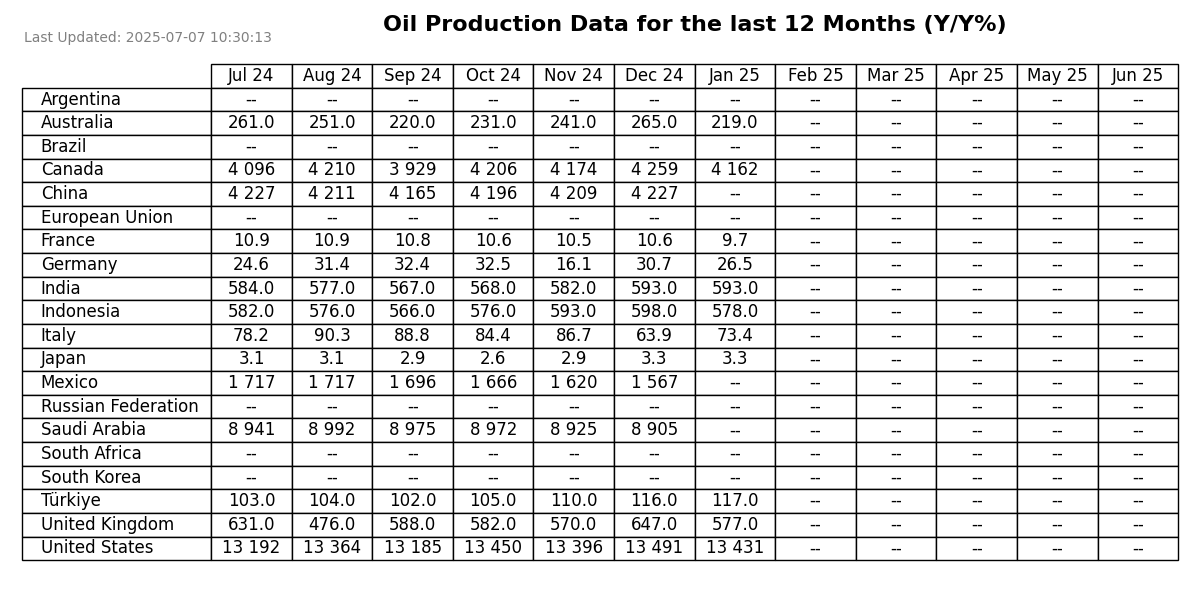 Oil Production Data for the last 12 Months (Y/Y%)
Last Updated: 2025-07-07 10:30:13
Jul 24 Aug 24 Sep 24 Oct 24 Nov 24 Dec 24 Jan 25 Feb 25 Mar 25 Apr 25 May 25 Jun 25
Argentina -- -- -- -- -- -- -- -- -- -- -- --
Australia 261.0 251.0 220.0 231.0 241.0 265.0 219.0 -- -- -- -- --
Brazil -- -- -- -- -- -- -- -- -- -- -- --
Canada 4 096 4 210 3 929 4 206 4 174 4 259 4 162 -- -- -- -- --
China 4 227 4 211 4 165 4 196 4 209 4 227 -- -- -- -- -- --
European Union -- -- -- -- -- -- -- -- -- -- -- --
France 10.9 10.9 10.8 10.6 10.5 10.6 9.7 -- -- -- -- --
Germany 24.6 31.4 32.4 32.5 16.1 30.7 26.5 -- -- -- -- --
India 584.0 577.0 567.0 568.0 582.0 593.0 593.0 -- -- -- -- --
Indonesia 582.0 576.0 566.0 576.0 593.0 598.0 578.0 -- -- -- -- --
Italy 78.2 90.3 88.8 84.4 86.7 63.9 73.4 -- -- -- -- --
Japan 3.1 3.1 2.9 2.6 2.9 3.3 3.3 -- -- -- -- --
Mexico 1 717 1 717 1 696 1 666 1 620 1 567 -- -- -- -- -- --
Russian Federation -- -- -- -- -- -- -- -- -- -- -- --
Saudi Arabia 8 941 8 992 8 975 8 972 8 925 8 905 -- -- -- -- -- --
South Africa -- -- -- -- -- -- -- -- -- -- -- --
South Korea -- -- -- -- -- -- -- -- -- -- -- --
Türkiye 103.0 104.0 102.0 105.0 110.0 116.0 117.0 -- -- -- -- --
United Kingdom 631.0 476.0 588.0 582.0 570.0 647.0 577.0 -- -- -- -- --
United States 13 192 13 364 13 185 13 450 13 396 13 491 13 431 -- -- -- -- --